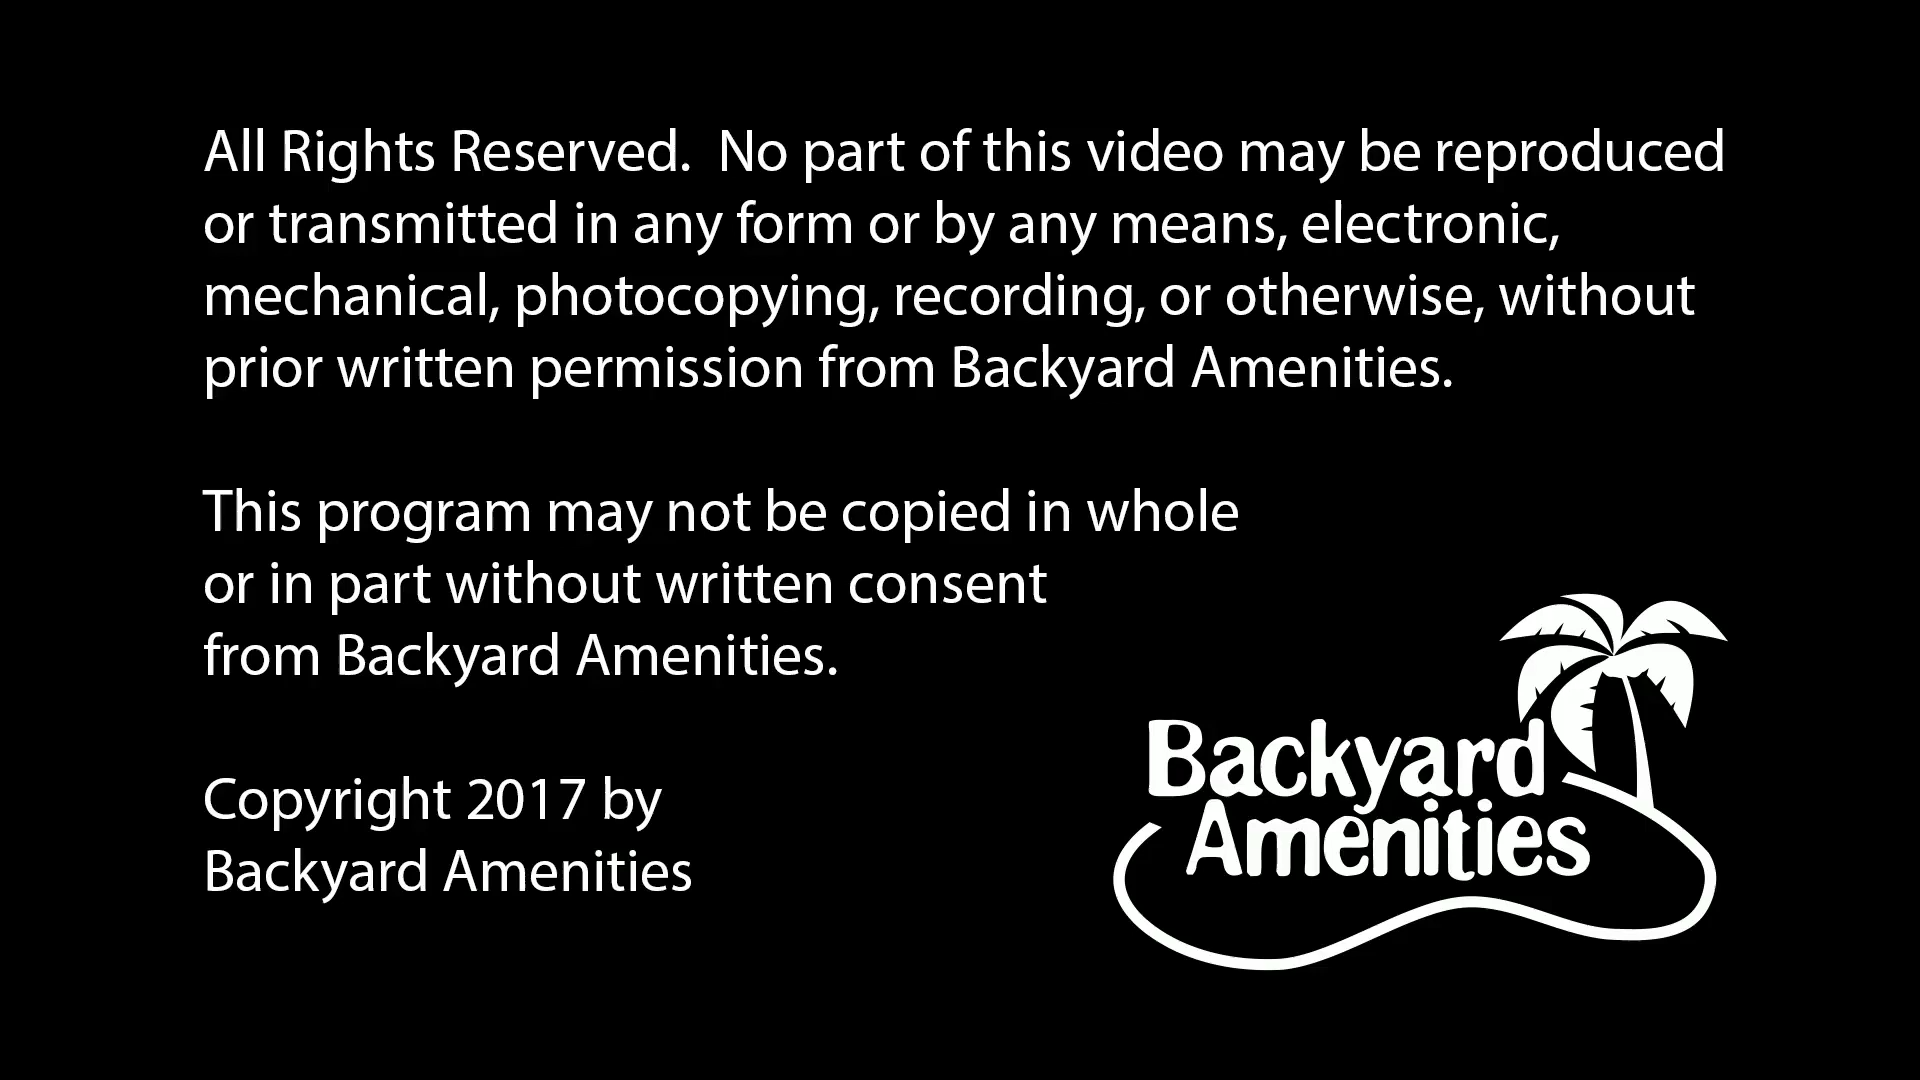 All Rights Reserved.  No part of this video may be reproduced
or transmitted in any form or by any means, electronic,
mechanical, photocopying, recording, or otherwise, without
prior written permission from Backyard Amenities.
This program may not be copied in whole
or in part without written consent
from Backyard Amenities.
Copyright 2017 by
Backyard Amenities
Backyard
Amenities